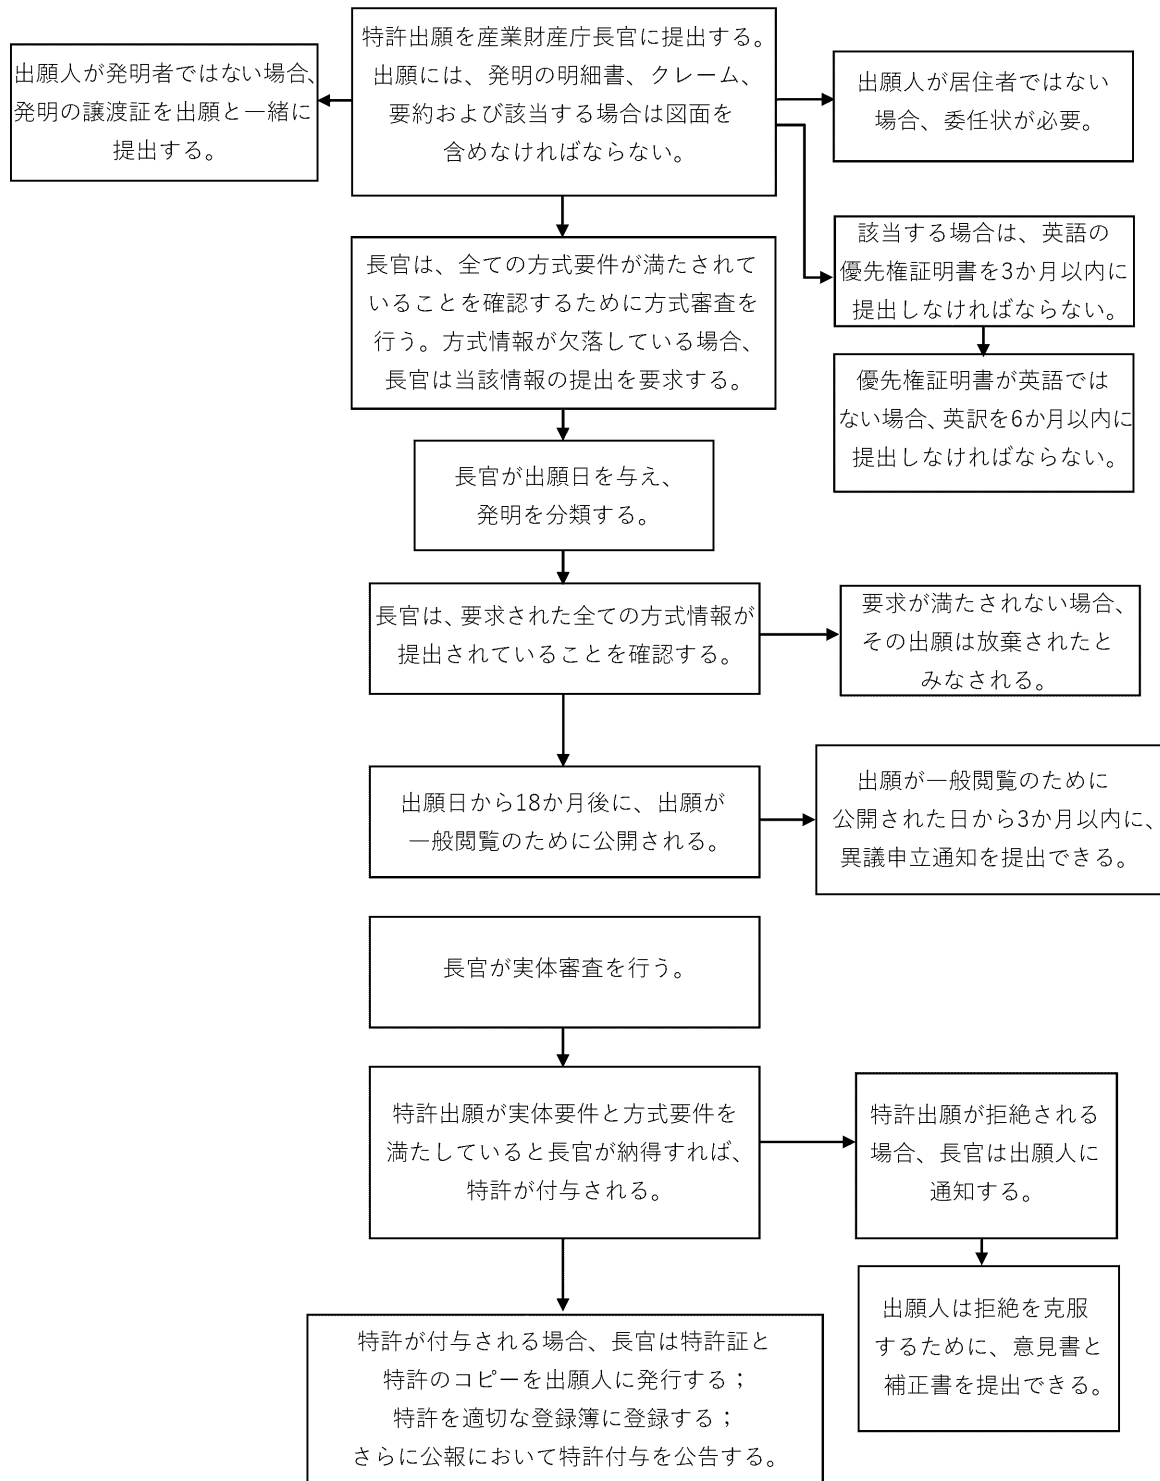 特許出願を産業財産庁長官に提出する。
出願には、発明の明細書、クレーム、
要約および該当する場合は図面を
含めなければならない。
出願人が発明者ではない場合、
発明の譲渡証を出願と一緒に
提出する。
出願人が居住者ではない
場合、委任状が必要。
該当する場合は、英語の
優先権証明書を3か月以内に
提出しなければならない。
優先権証明書が英語では
ない場合、英訳を6か月以内に
提出しなければならない。
長官は、全ての方式要件が満たされて
いることを確認するために方式審査を
行う。方式情報が欠落している場合、
長官は当該情報の提出を要求する。
長官が出願日を与え、
発明を分類する。
長官は、要求された全ての方式情報が
提出されていることを確認する。
要求が満たされない場合、
その出願は放棄されたと
みなされる。
出願日から18か月後に、出願が
一般閲覧のために公開される。
出願が一般閲覧のために
公開された日から3か月以内に、
異議申立通知を提出できる。
長官が実体審査を行う。
特許出願が実体要件と方式要件を
満たしていると長官が納得すれば、
特許が付与される。
特許出願が拒絶される
場合、長官は出願人に
通知する。
出願人は拒絶を克服
するために、意見書と
補正書を提出できる。
特許が付与される場合、長官は特許証と
特許のコピーを出願人に発行する；
特許を適切な登録簿に登録する；
さらに公報において特許付与を公告する。